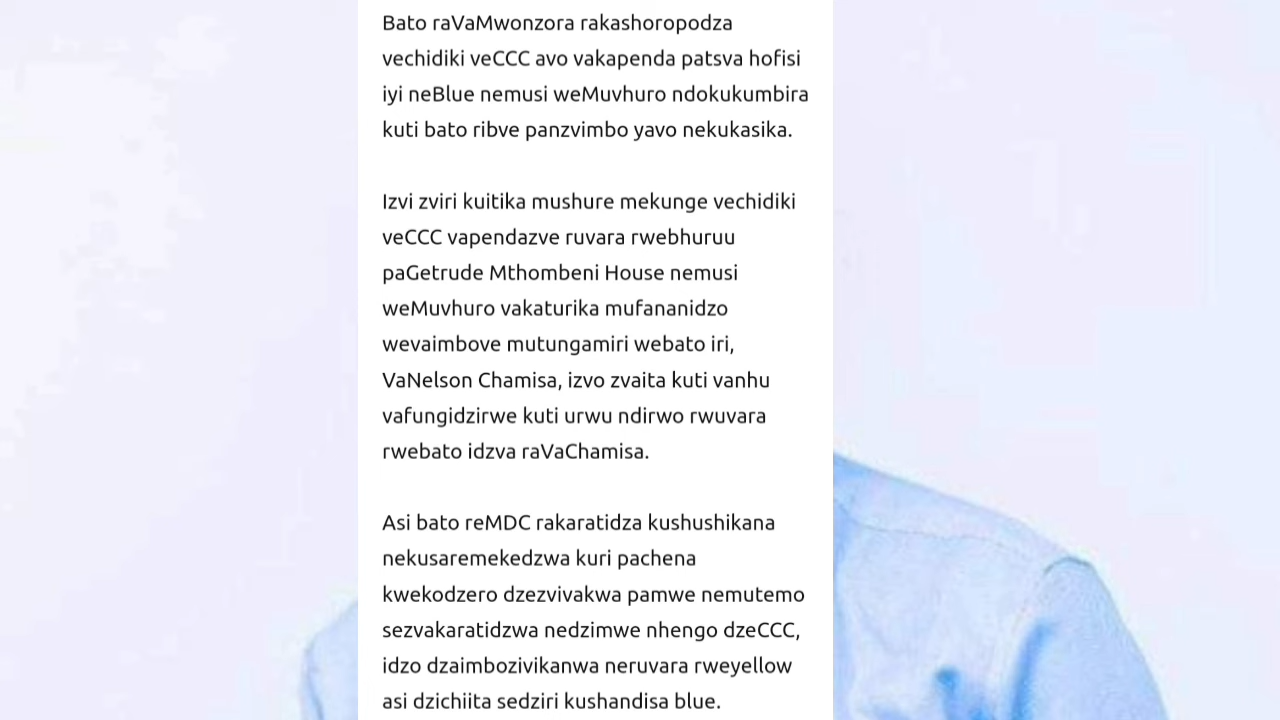 Bato raVaMwonzora rakashoropodza
vechidiki veCCC avo vakapenda patsva hofisi
iyi neBlue nemusi weMuvhuro ndokukumbira
kuti bato ribve panzvimbo yavo nekukasika.
Izvi zviri kuitika mushure mekunge vechidiki
veCCC vapendazve ruvara rwebhuruu
paGetrude Mthombeni House nemusi
weMuvhuro vakaturika mufananidzo
wevaimbove mutungamiri webato iri,
VaNelson Chamisa, izvo zvaita kuti vanhu
vafungidzirwe kuti urwu ndirwo rwuvara
rwebato idzva raVaChamisa.
Asi bato reMDC rakaratidza kushushikana
nekusaremekedzwa kuri pachena
kwekodzero dzezvivakwa pamwe nemutemo
sezvakaratidzwa nedzimwe nhengo dzeCCC,
idzo dzaimbozivikanwa neruvara rweyellow
asi dzichiita sedziri kushandisa blue.